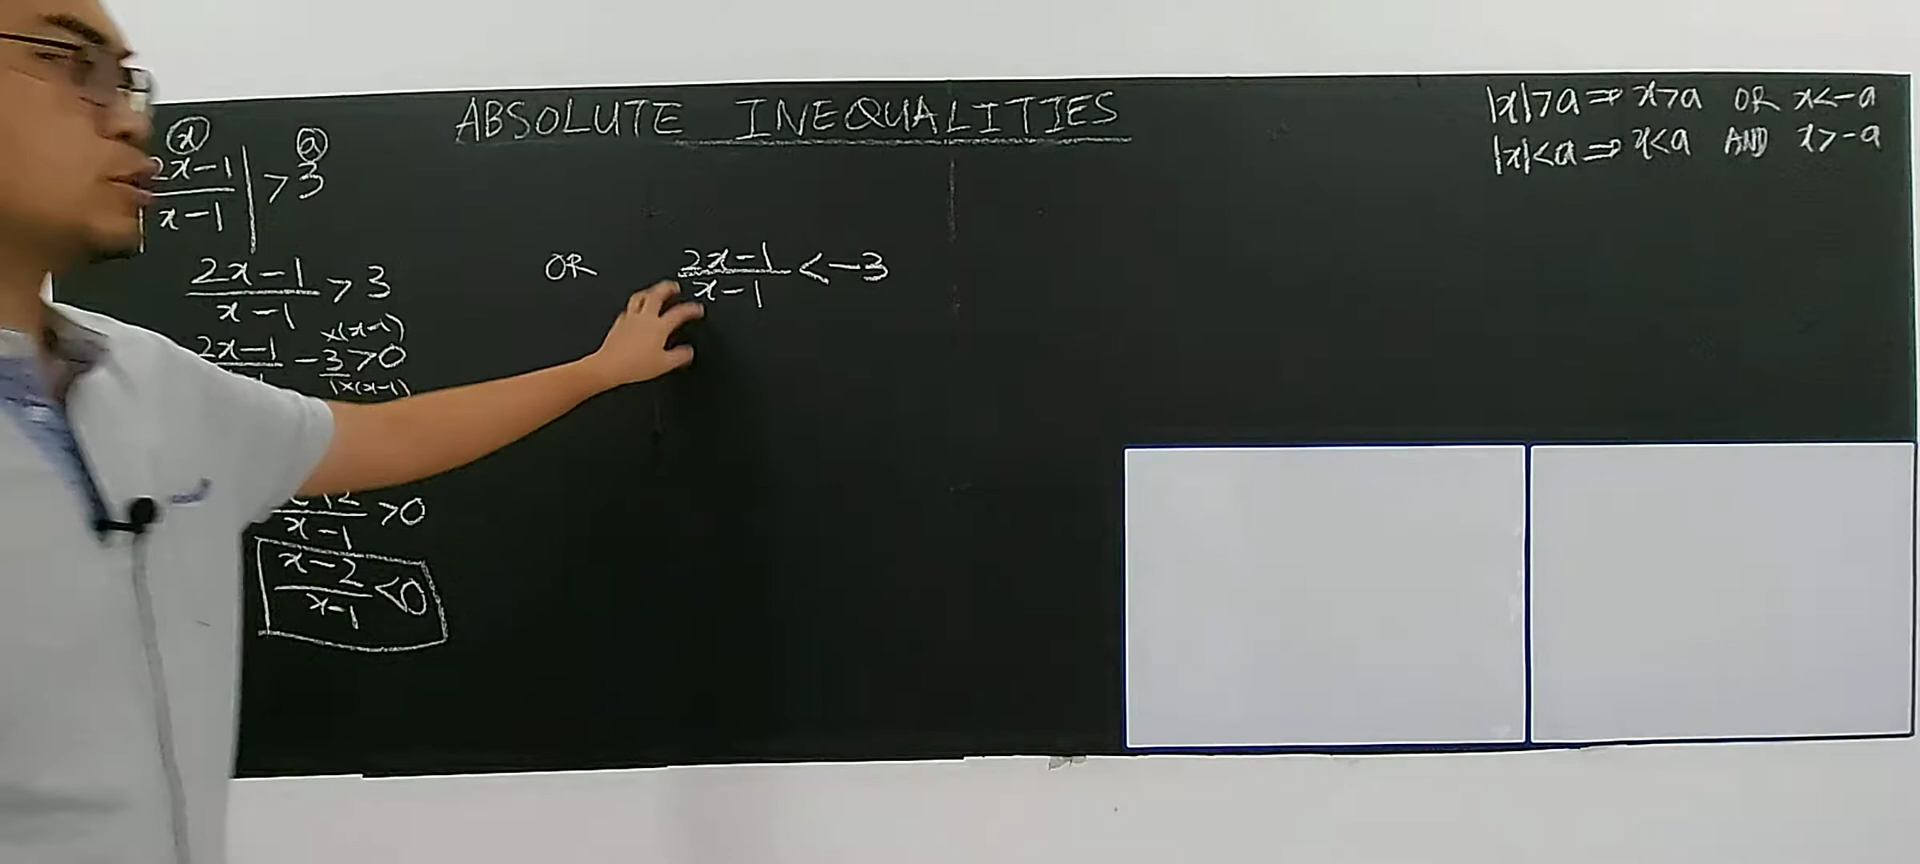 ABSOLUTE INEQUALITIES
|x|>a ⇒ x>a OR x<-a
|x|<a ⇒ x<a AND x>-a
x a
|2x-1/x-1| > 3
2x-1/x-1 > 3 OR 2x-1/x-1 < -3
×(x-1)
2x-1 - 3/1 > 0
×(x-1)
x-1 >0
x-2/x-1 <0